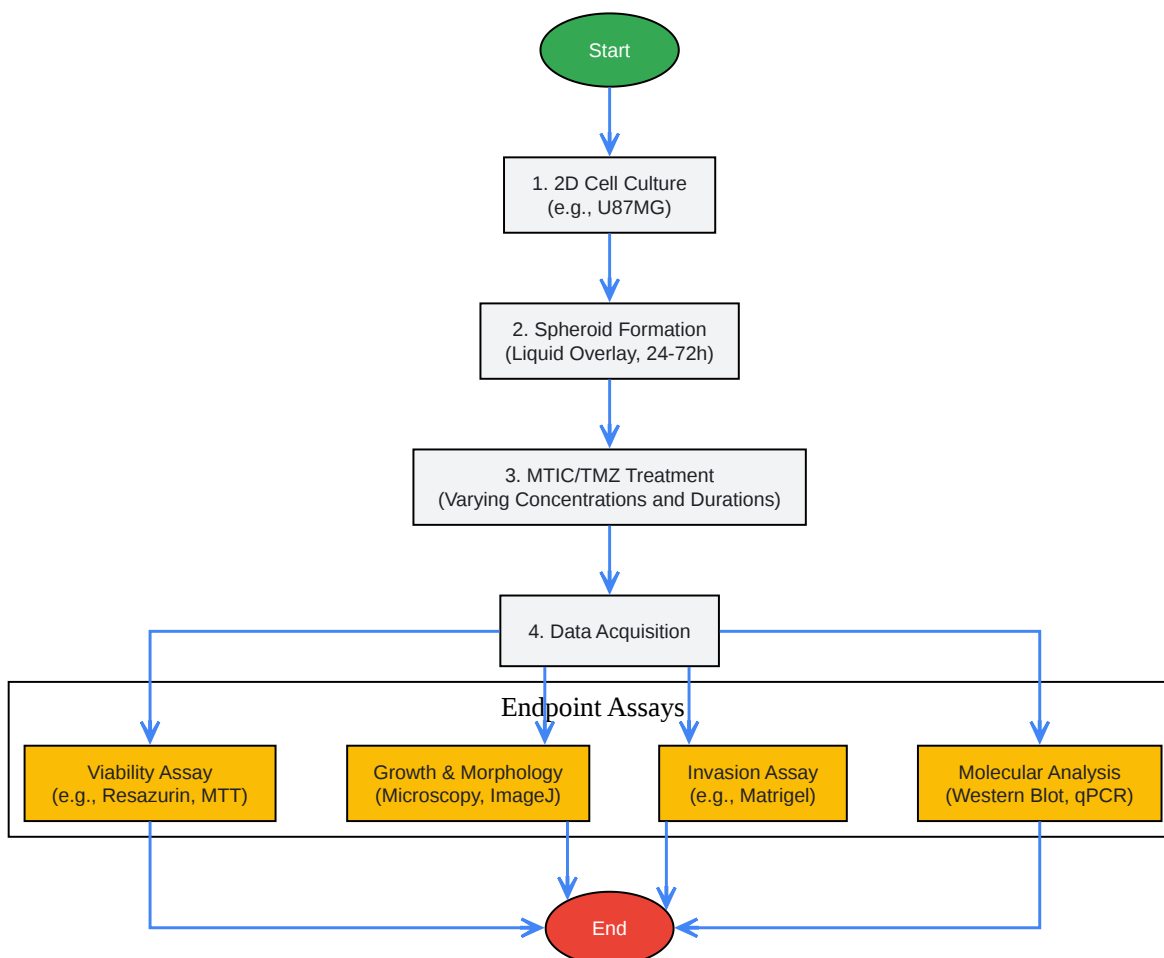 Start
1. 2D Cell Culture
(e.g., U87MG)
2. Spheroid Formation
(Liquid Overlay, 24-72h)
3. MTIC/TMZ Treatment
(Varying Concentrations and Durations)
4. Data Acquisition
Endpoint Assays
Viability Assay
(e.g., Resazurin, MTT)
Growth & Morphology
(Microscopy, ImageJ)
Invasion Assay
(e.g., Matrigel)
Molecular Analysis
(Western Blot, qPCR)
End